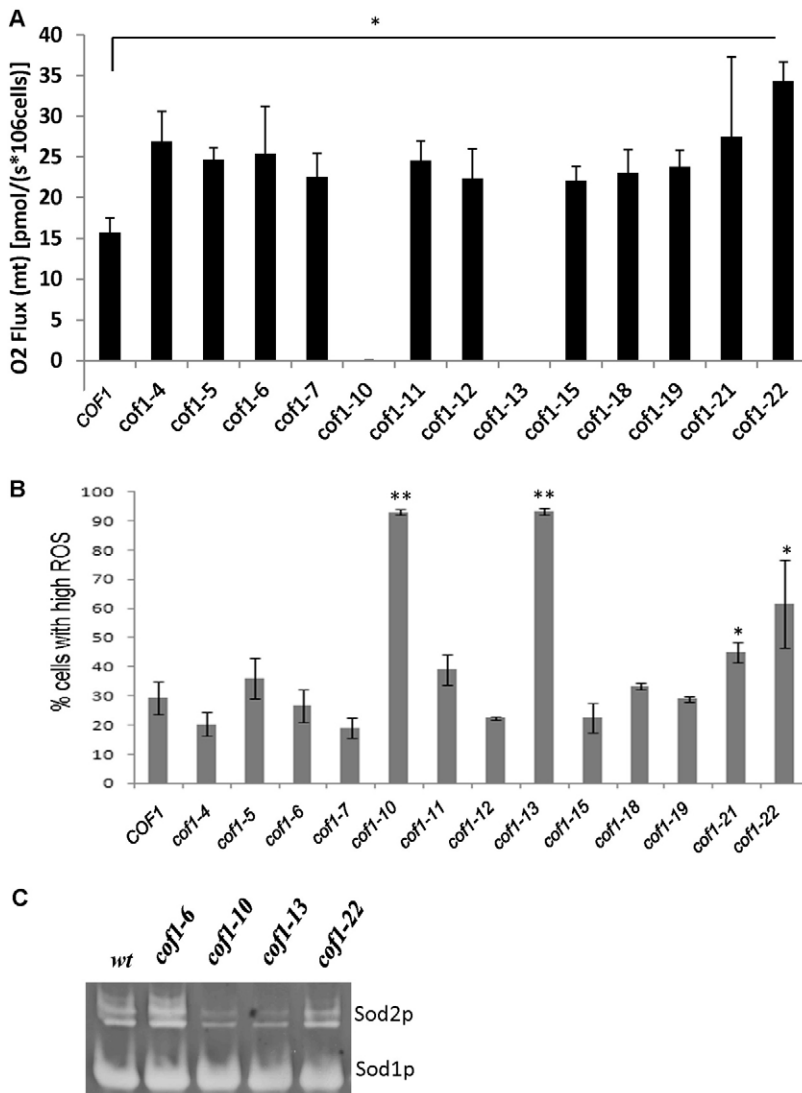 A
*
O2 Flux (mt) [pmol/(s*106cells)]
40
35
30
25
20
15
10
5
0
COF1
cof1-4
cof1-5
cof1-6
cof1-7
cof1-10
cof1-11
cof1-12
cof1-13
cof1-15
cof1-18
cof1-19
cof1-21
cof1-22
B
% cells with high ROS
100
90
80
70
60
50
40
30
20
10
0
**
**
*
*
COF1
cof1-4
cof1-5
cof1-6
cof1-7
cof1-10
cof1-11
cof1-12
cof1-13
cof1-15
cof1-18
cof1-19
cof1-21
cof1-22
C
wt
cof1-6
cof1-10
cof1-13
cof1-22
Sod2p
Sod1p